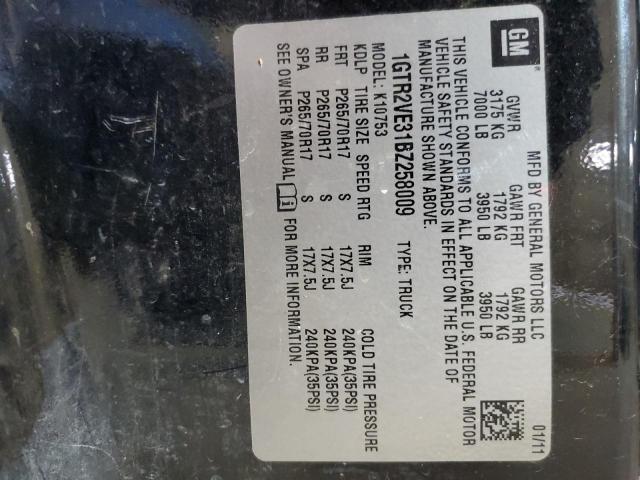 GM
MFD BY GENERAL MOTORS LLC 01/11
GVWR GAWR FRT GAWR RR
3175 KG 1792 KG 1792 KG
7000 LB 3950 LB 3950 LB
THIS VEHICLE CONFORMS TO ALL APPLICABLE U.S. FEDERAL MOTOR
VEHICLE SAFETY STANDARDS IN EFFECT ON THE DATE OF
MANUFACTURE SHOWN ABOVE.
1GTR2VE31BZ258009 TYPE: TRUCK
MODEL: K10753
KDLP TIRE SIZE SPEED RTG RIM COLD TIRE PRESSURE
FRT P265/70R17 S 17X7.5J 240KPA(35PSI)
RR P265/70R17 S 17X7.5J 240KPA(35PSI)
SPA P265/70R17 S 17X7.5J 240KPA(35PSI)
SEE OWNER'S MANUAL FOR MORE INFORMATION.